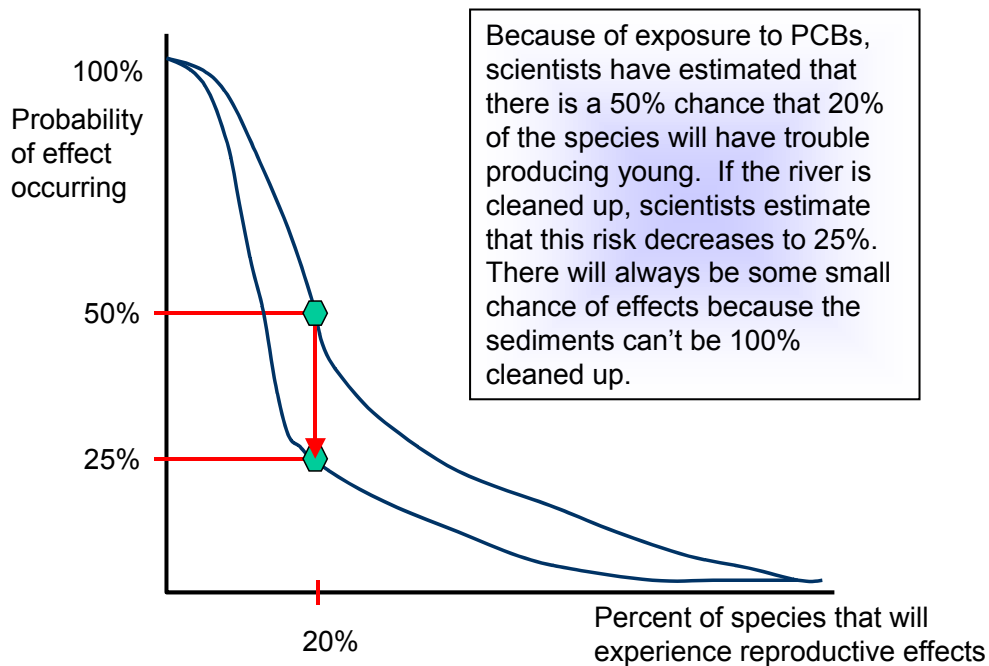 Because of exposure to PCBs,
scientists have estimated that
there is a 50% chance that 20%
of the species will have trouble
producing young.  If the river is
cleaned up, scientists estimate
that this risk decreases to 25%.
There will always be some small
chance of effects because the
sediments can't be 100%
cleaned up.
100%
Probability
of effect
occurring
50%
25%
20%
Percent of species that will
experience reproductive effects